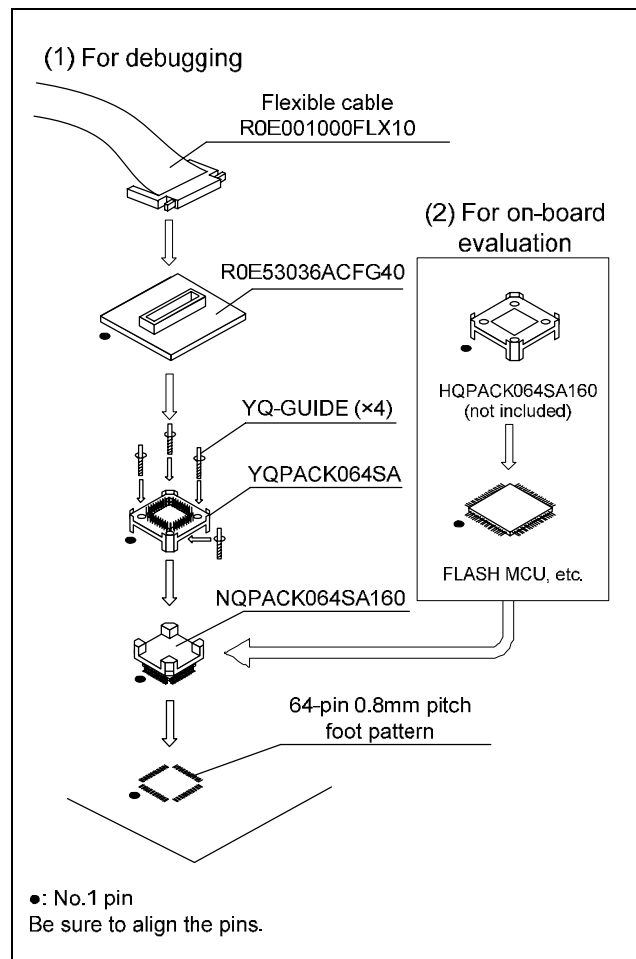 (1) For debugging
Flexible cable
R0E001000FLX10
R0E53036ACFG40
YQ-GUIDE (×4)
YQPACK064SA
NQPACK064SA160
64-pin 0.8mm pitch
foot pattern
(2) For on-board
evaluation
HQPACK064SA160
(not included)
FLASH MCU, etc.
●: No.1 pin
Be sure to align the pins.